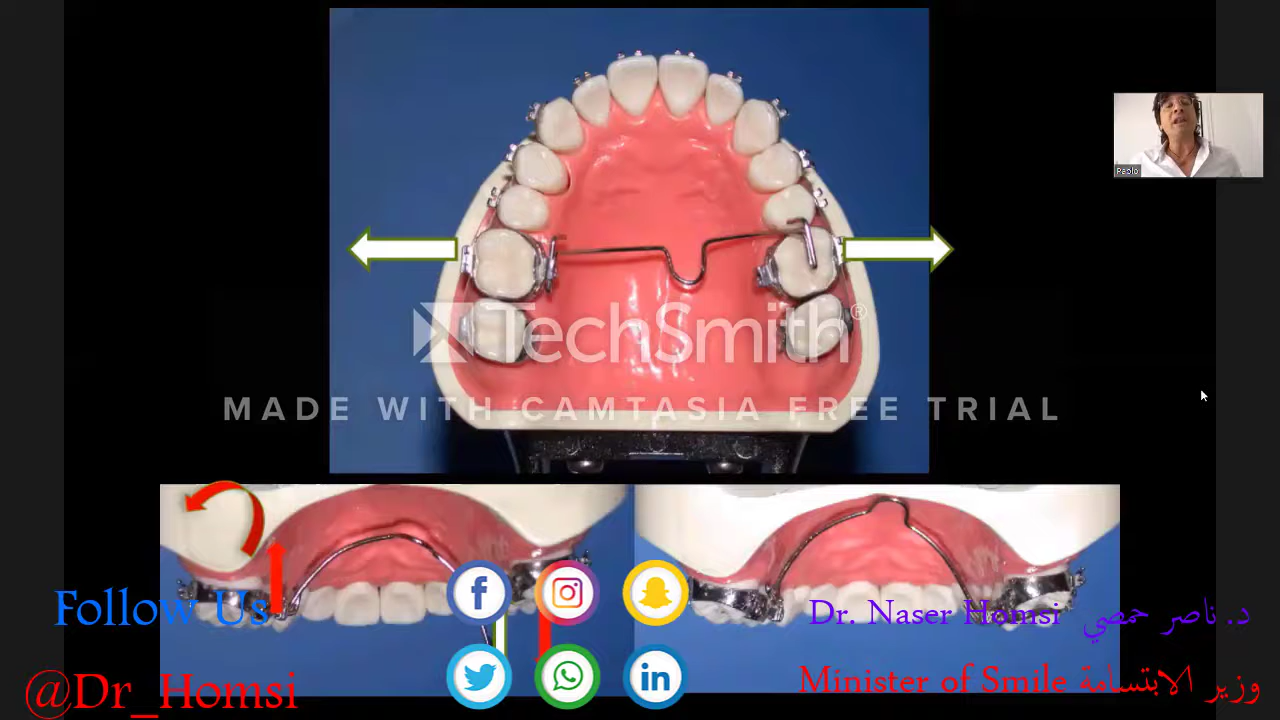 Paolo
TechSmith®
MADE WITH CAMTASIA FREE TRIAL
Follow Us
Dr. Naser Homsi د. ناصر حمصي
@Dr_Homsi
Minister of Smile وزير الابتسامة